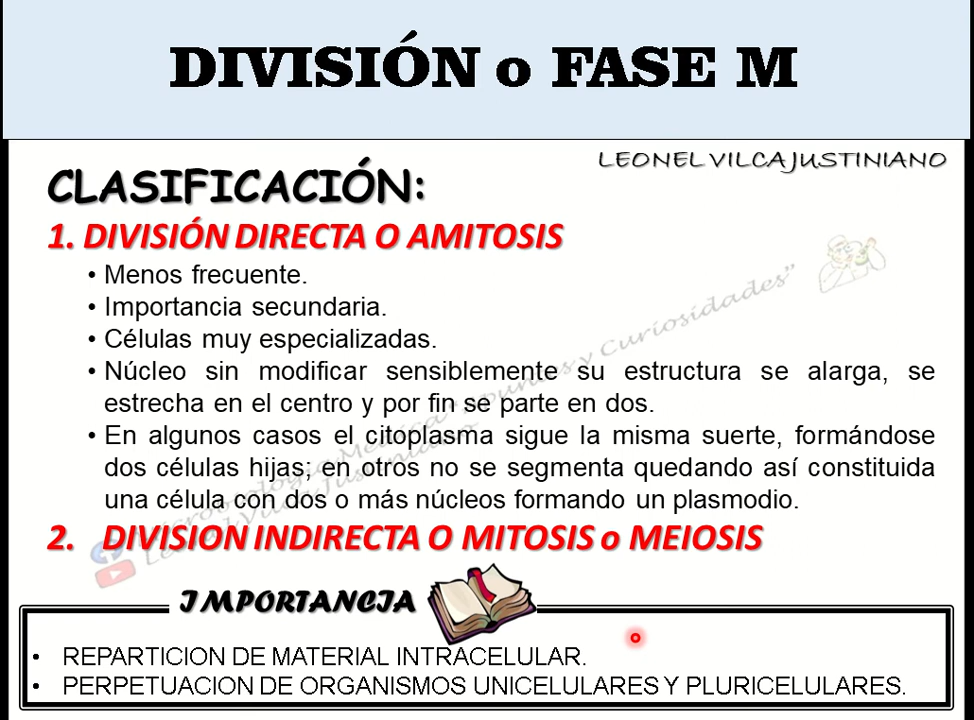 DIVISIÓN o FASE M
LEONEL VILCA JUSTINIANO
CLASIFICACIÓN:
1. DIVISIÓN DIRECTA O AMITOSIS
• Menos frecuente.
• Importancia secundaria.
• Células muy especializadas.
• Núcleo sin modificar sensiblemente su estructura se alarga, se
estrecha en el centro y por fin se parte en dos.
• En algunos casos el citoplasma sigue la misma suerte, formándose
dos células hijas; en otros no se segmenta quedando así constituida
una célula con dos o más núcleos formando un plasmodio.
2. DIVISION INDIRECTA O MITOSIS o MEIOSIS
IMPORTANCIA
• REPARTICION DE MATERIAL INTRACELULAR.
• PERPETUACION DE ORGANISMOS UNICELULARES Y PLURICELULARES.
Curiosidades”
Leonel Vilca Justiniano